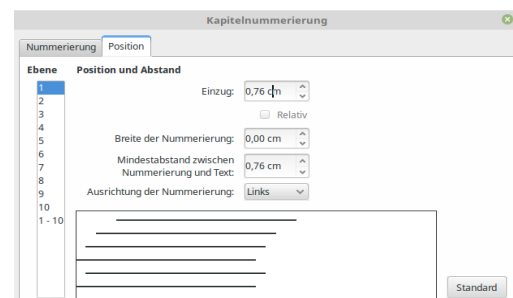 Kapitelnummerierung
Nummerierung Position
Ebene Position und Abstand
1
2
3
4
5
6
7
8
9
10
1 - 10
Einzug: 0,76 cm
Relativ
Breite der Nummerierung: 0,00 cm
Mindestabstand zwischen
Nummerierung und Text: 0,76 cm
Ausrichtung der Nummerierung: Links
Standard